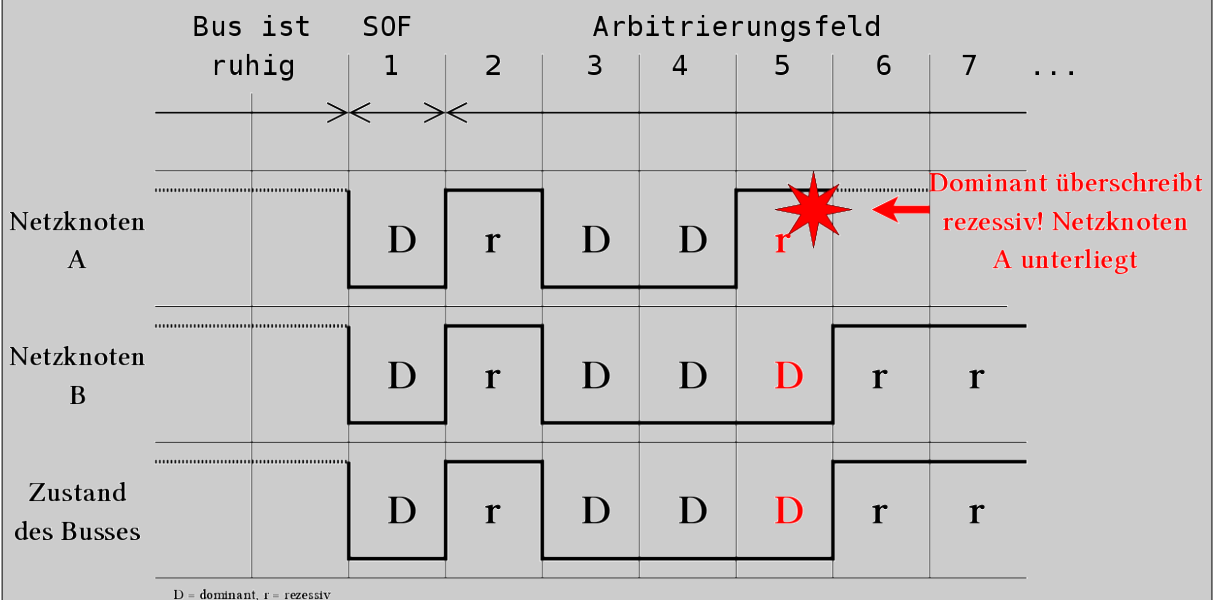 Bus ist SOF Arbitrierungsfeld
ruhig 1 2 3 4 5 6 7 ...
Netzknoten
A
D r D D r
Dominant überschreibt
rezessiv! Netzknoten
A unterliegt
Netzknoten
B
D r D D D r r
Zustand
des Busses
D r D D D r r
D = dominant, r = rezessiv